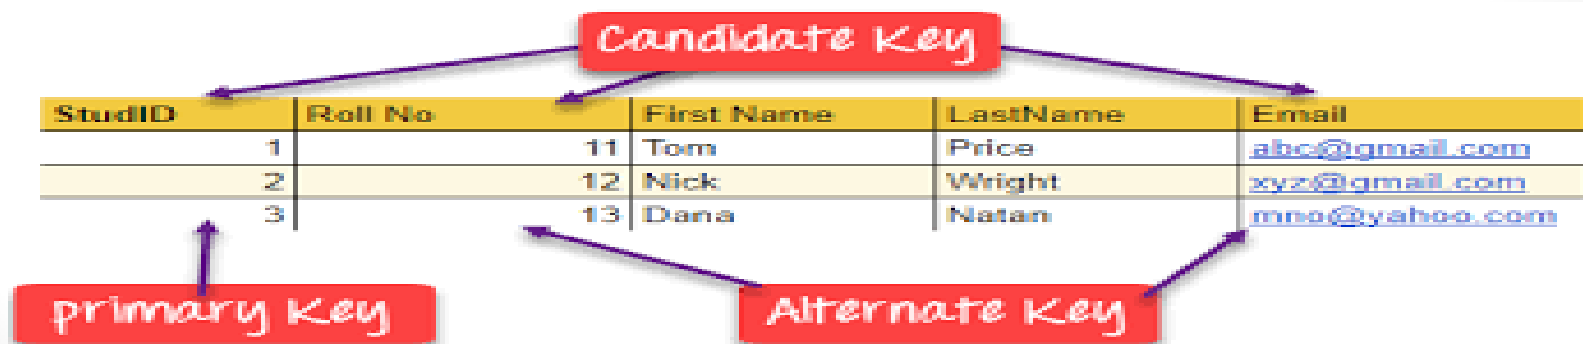 Candidate Key
StudID Roll No First Name LastName Email
1 11 Tom Price abc@gmail.com
2 12 Nick Wright xyz@gmail.com
3 13 Dana Natan mno@yahoo.com
primary Key Alternate Key